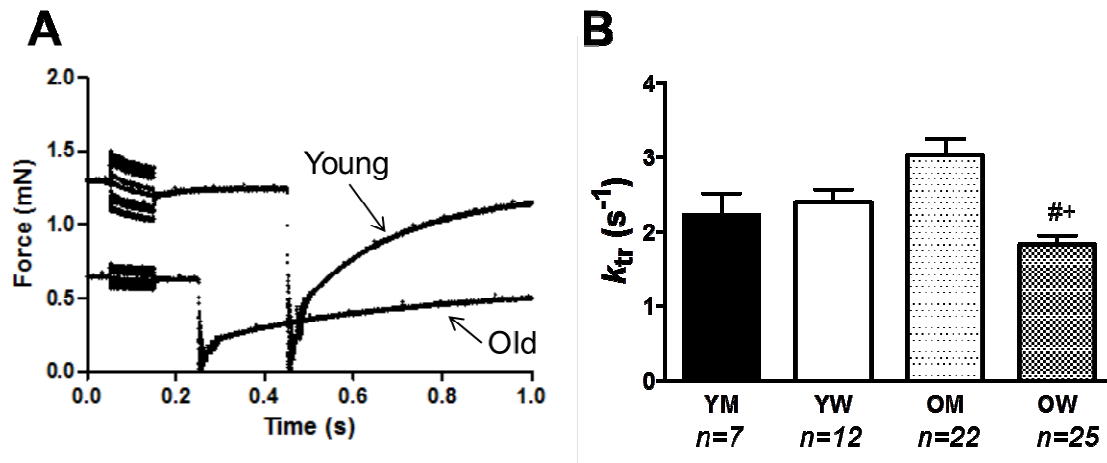 A
Force (mN)
2.0
1.5
1.0
0.5
0.0
Young
Old
0.0 0.2 0.4 0.6 0.8 1.0
Time (s)
B
ktr (s-1)
4
3
2
1
0
#+
YM YW OM OW
n=7 n=12 n=22 n=25